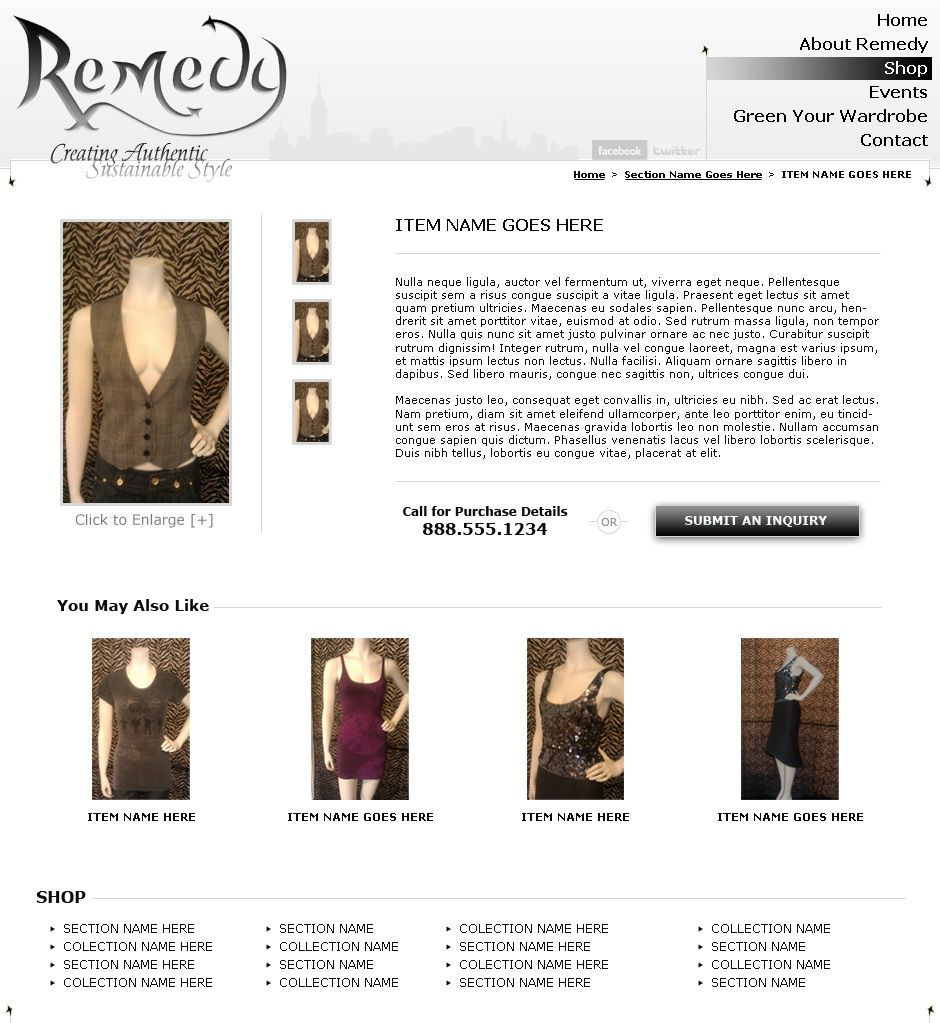 Remedy
Creating Authentic
Sustainable Style
facebook
twitter
Home
About Remedy
Shop
Events
Green Your Wardrobe
Contact
Home > Section Name Goes Here > ITEM NAME GOES HERE
Click to Enlarge [+]
ITEM NAME GOES HERE
Nulla neque ligula, auctor vel fermentum ut, viverra eget neque. Pellentesque
suscipit sem a risus congue suscipit a vitae ligula. Praesent eget lectus sit amet
quam pretium ultricies. Maecenas eu sodales sapien. Pellentesque nunc arcu, hen-
drerit sit amet porttitor vitae, euismod at odio. Sed rutrum massa ligula, non tempor
eros. Nulla quis nunc sit amet justo pulvinar ornare ac nec justo. Curabitur suscipit
rutrum dignissim! Integer rutrum, nulla vel congue laoreet, magna est varius ipsum,
et mattis ipsum lectus non lectus. Nulla facilisi. Aliquam ornare sagittis libero in
dapibus. Sed libero mauris, congue nec sagittis non, ultrices congue dui.
Maecenas justo leo, consequat eget convallis in, ultricies eu nibh. Sed ac erat lectus.
Nam pretium, diam sit amet eleifend ullamcorper, ante leo porttitor enim, eu tincid-
unt sem eros at risus. Maecenas gravida lobortis leo non molestie. Nullam accumsan
congue sapien quis dictum. Phasellus venenatis lacus vel libero lobortis scelerisque.
Duis nibh tellus, lobortis eu congue vitae, placerat at elit.
Call for Purchase Details
888.555.1234
OR
SUBMIT AN INQUIRY
You May Also Like
ITEM NAME HERE
ITEM NAME GOES HERE
ITEM NAME HERE
ITEM NAME GOES HERE
SHOP
SECTION NAME HERE
COLECTION NAME HERE
SECTION NAME HERE
COLECTION NAME HERE
SECTION NAME
COLLECTION NAME
SECTION NAME
COLLECTION NAME
COLECTION NAME HERE
SECTION NAME HERE
COLECTION NAME HERE
SECTION NAME HERE
COLLECTION NAME
SECTION NAME
COLLECTION NAME
SECTION NAME